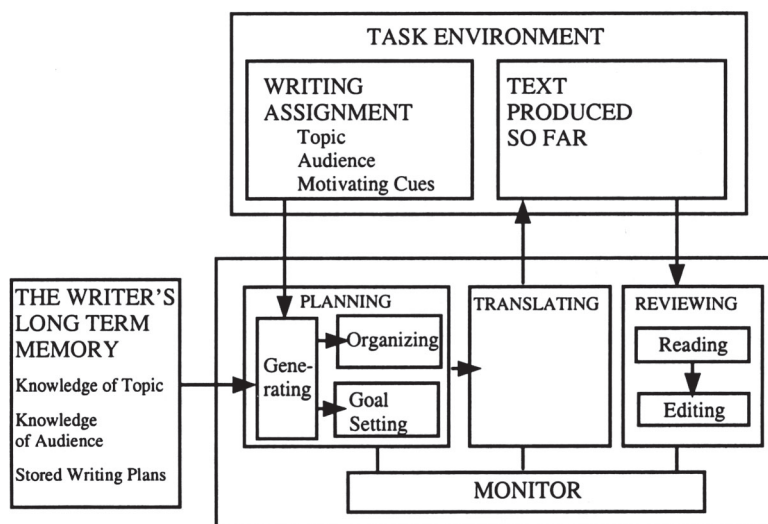 TASK ENVIRONMENT
WRITING
ASSIGNMENT
Topic
Audience
Motivating Cues
TEXT
PRODUCED
SO FAR
THE WRITER'S
LONG TERM
MEMORY
Knowledge of Topic
Knowledge
of Audience
Stored Writing Plans
PLANNING
Gene-
rating
Organizing
Goal
Setting
TRANSLATING
REVIEWING
Reading
Editing
MONITOR